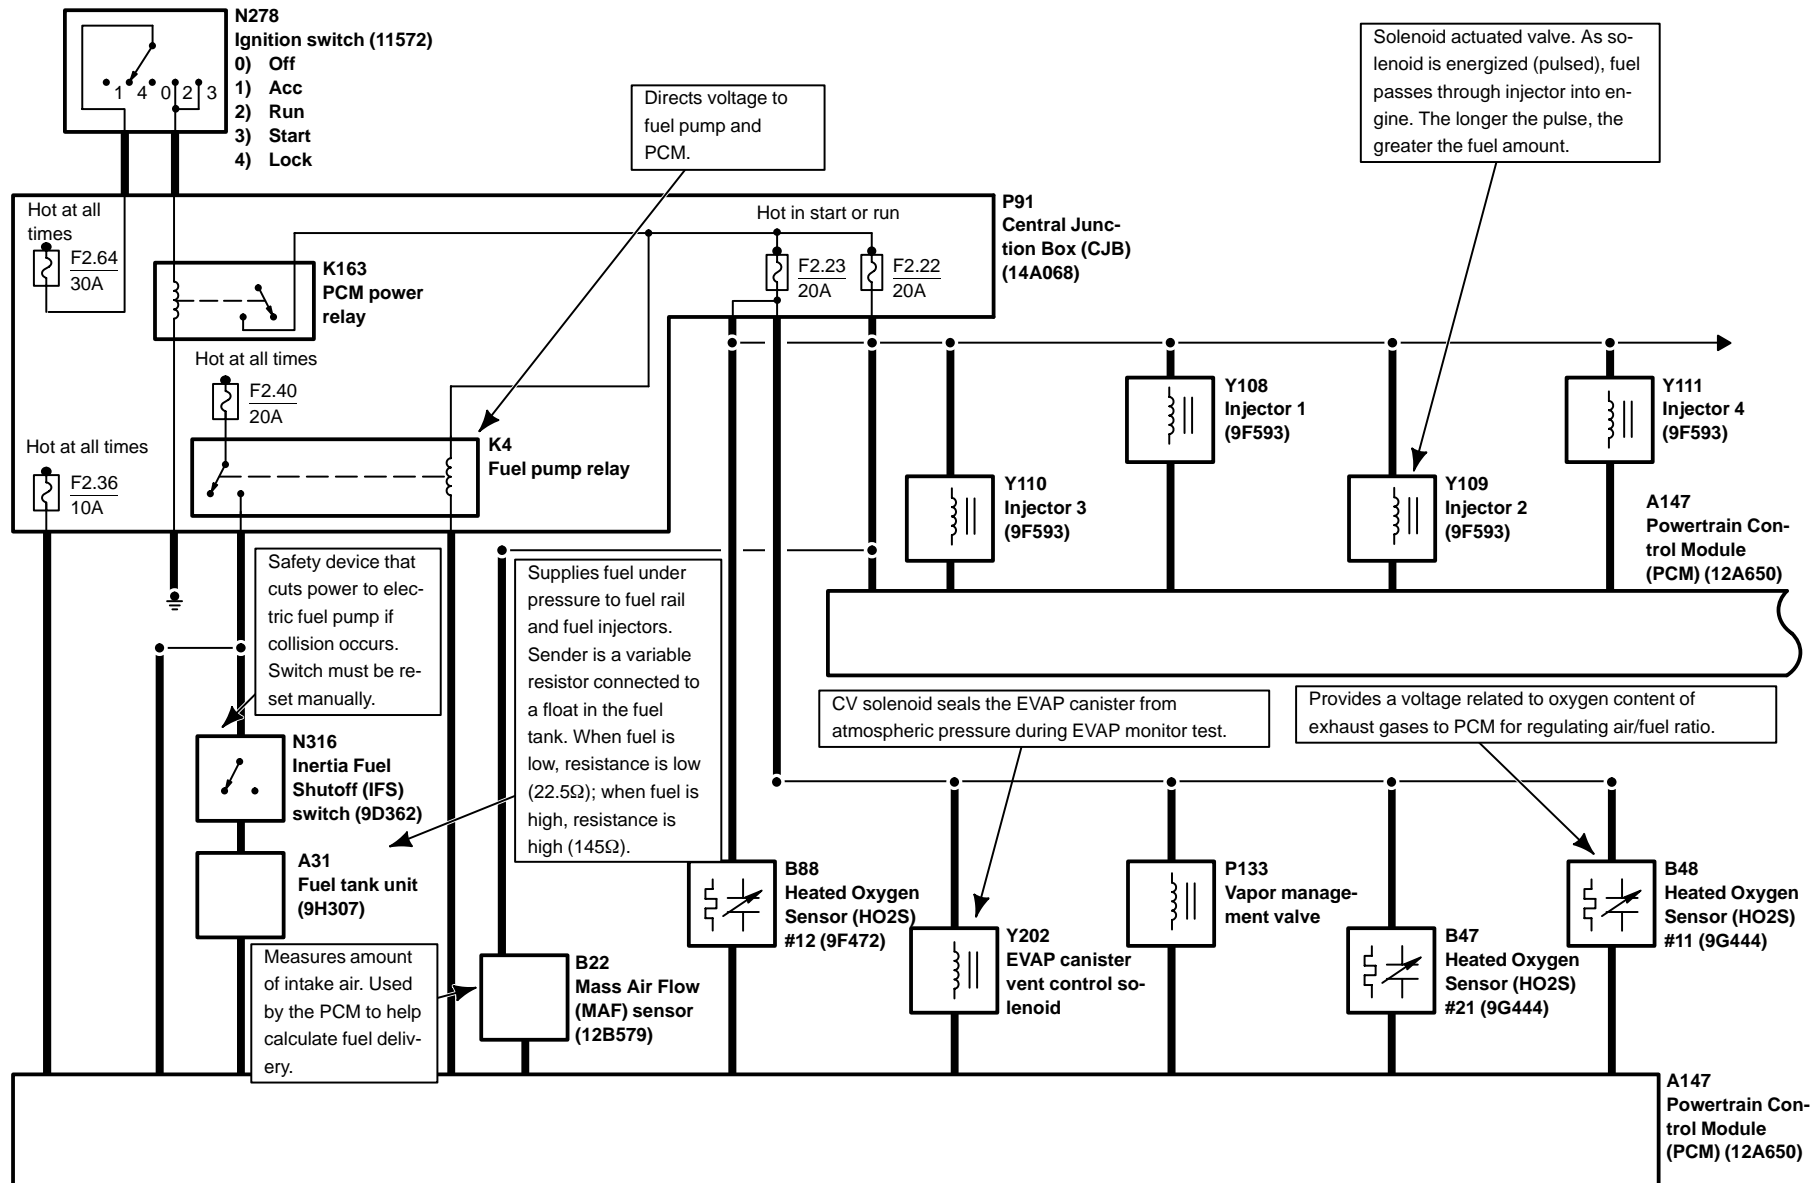 N278
Ignition switch (11572)
0) Off
1) Acc
2) Run
3) Start
4) Lock
1 4 0 2 3
Directs voltage to
fuel pump and
PCM.
Solenoid actuated valve. As so-
lenoid is energized (pulsed), fuel
passes through injector into en-
gine. The longer the pulse, the
greater the fuel amount.
Hot at all
times
F2.64
30A
K163
PCM power
relay
Hot in start or run
F2.23
20A
F2.22
20A
P91
Central Junc-
tion Box (CJB)
(14A068)
Hot at all times
F2.40
20A
Hot at all times
F2.36
10A
K4
Fuel pump relay
Y110
Injector 3
(9F593)
Y108
Injector 1
(9F593)
Y109
Injector 2
(9F593)
Y111
Injector 4
(9F593)
A147
Powertrain Con-
trol Module
(PCM) (12A650)
Safety device that
cuts power to elec-
tric fuel pump if
collision occurs.
Switch must be re-
set manually.
Supplies fuel under
pressure to fuel rail
and fuel injectors.
Sender is a variable
resistor connected to
a float in the fuel
tank. When fuel is
low, resistance is low
(22.5Ω); when fuel is
high, resistance is
high (145Ω).
CV solenoid seals the EVAP canister from
atmospheric pressure during EVAP monitor test.
Provides a voltage related to oxygen content of
exhaust gases to PCM for regulating air/fuel ratio.
N316
Inertia Fuel
Shutoff (IFS)
switch (9D362)
A31
Fuel tank unit
(9H307)
Measures amount
of intake air. Used
by the PCM to help
calculate fuel deliv-
ery.
B22
Mass Air Flow
(MAF) sensor
(12B579)
B88
Heated Oxygen
Sensor (HO2S)
#12 (9F472)
Y202
EVAP canister
vent control so-
lenoid
P133
Vapor manage-
ment valve
B47
Heated Oxygen
Sensor (HO2S)
#21 (9G444)
B48
Heated Oxygen
Sensor (HO2S)
#11 (9G444)
A147
Powertrain Con-
trol Module
(PCM) (12A650)